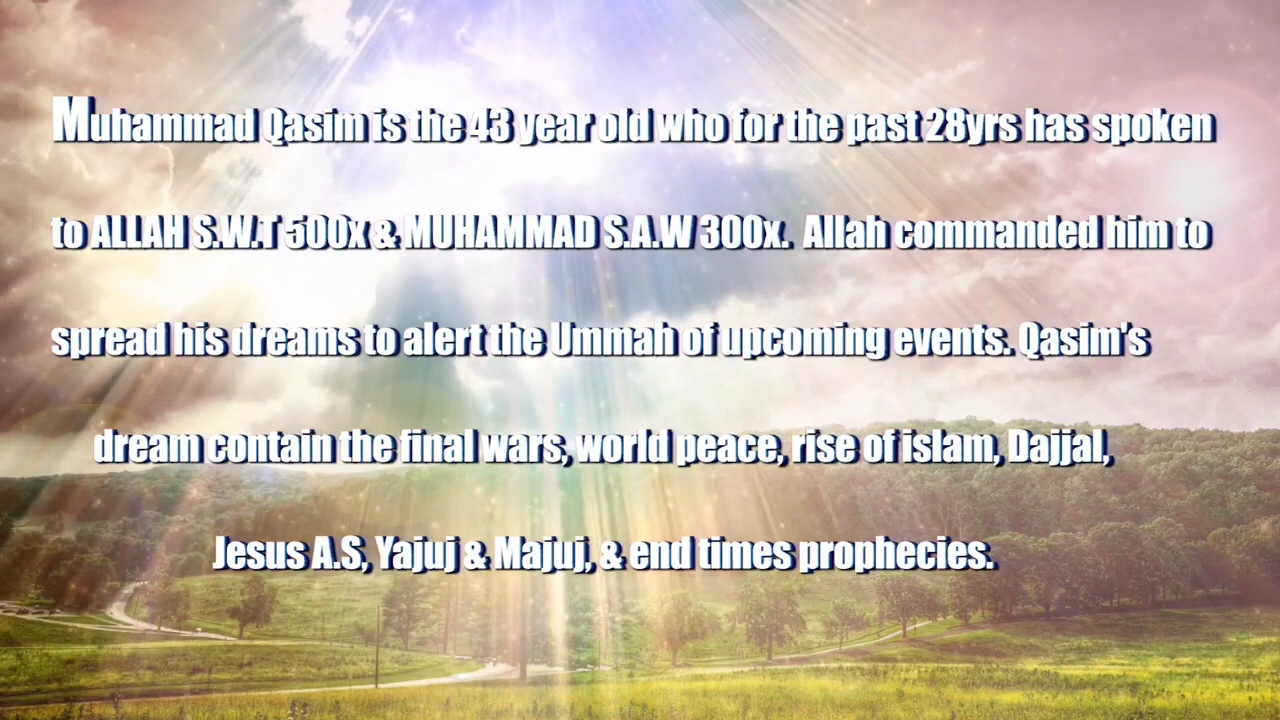 Muhammad Qasim is the 43 year old who for the past 28yrs has spoken
to ALLAH S.W.T 500x & MUHAMMAD S.A.W 300x. Allah commanded him to
spread his dreams to alert the Ummah of upcoming events. Qasim's
dream contain the final wars, world peace, rise of islam, Dajjal,
Jesus A.S, Yajuj & Majuj, & end times prophecies.